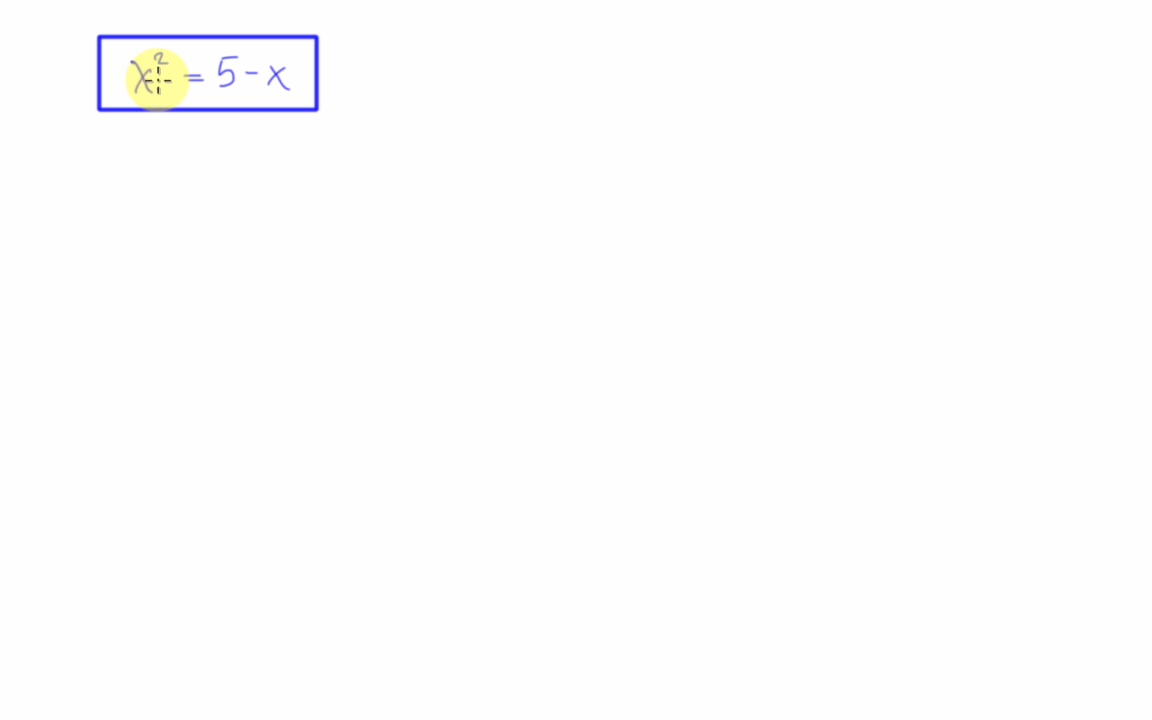 x² = 5 - x